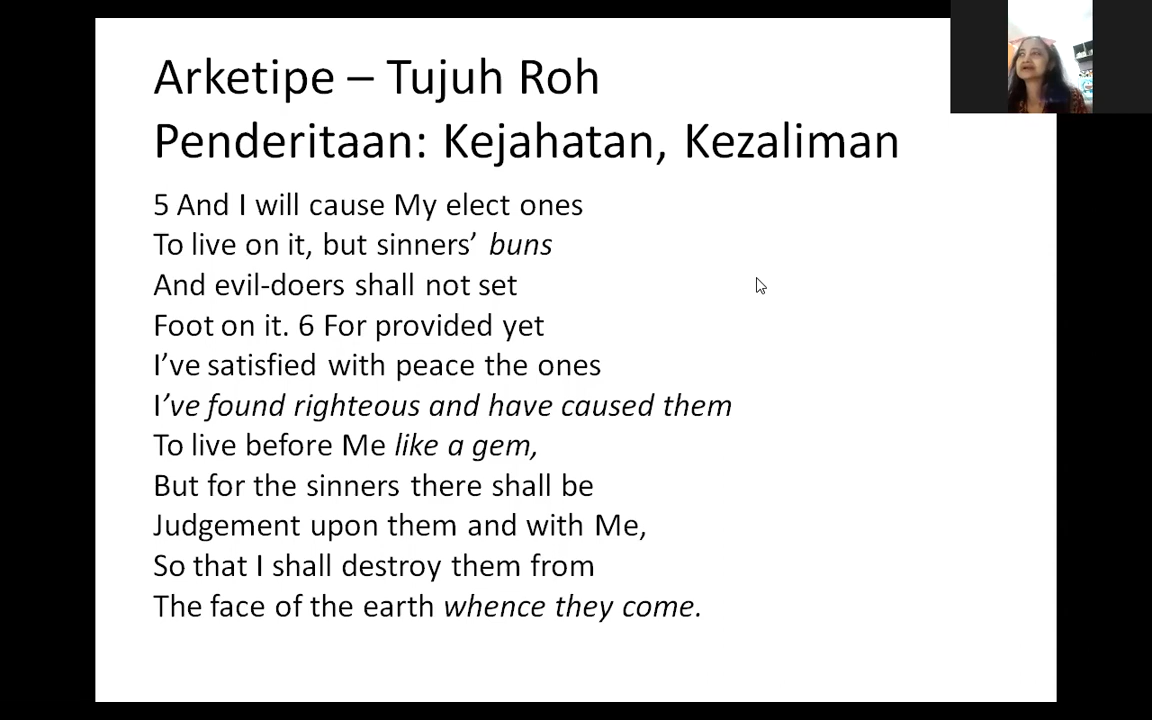 Arketipe – Tujuh Roh
Penderitaan: Kejahatan, Kezaliman
5 And I will cause My elect ones
To live on it, but sinners’ buns
And evil-doers shall not set
Foot on it. 6 For provided yet
I’ve satisfied with peace the ones
I’ve found righteous and have caused them
To live before Me like a gem,
But for the sinners there shall be
Judgement upon them and with Me,
So that I shall destroy them from
The face of the earth whence they come.